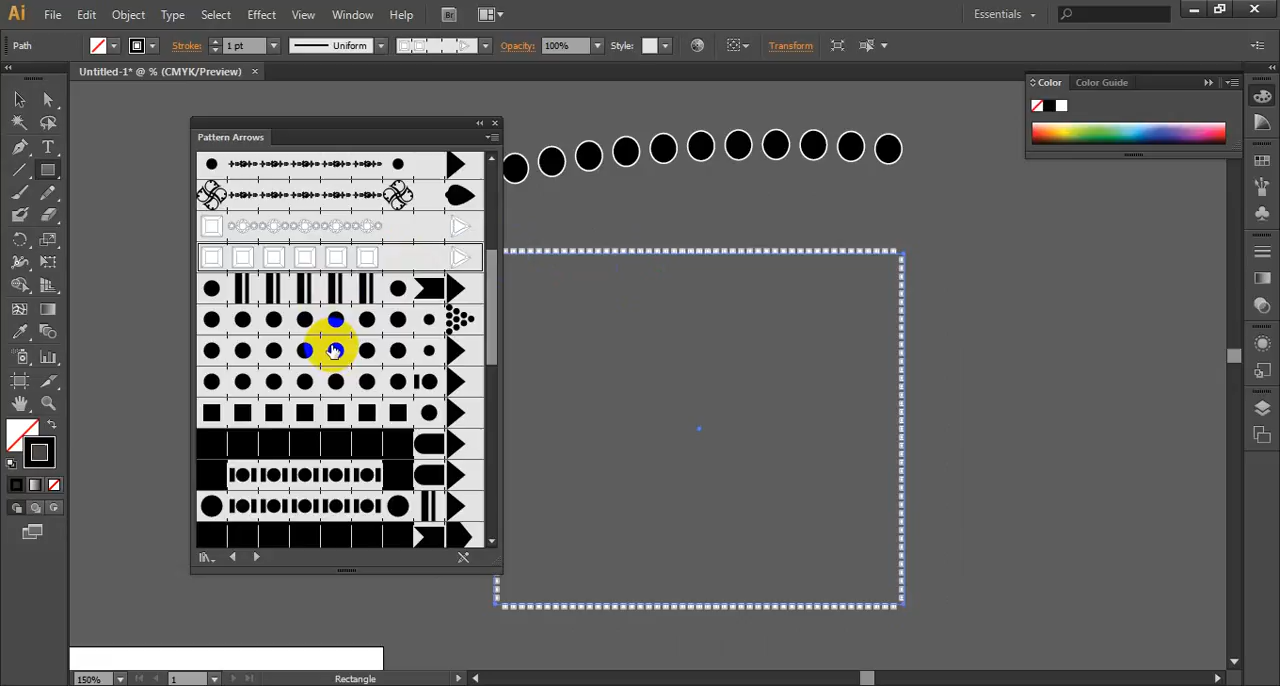 Ai File Edit Object Type Select Effect View Window Help Br Essentials
Path Stroke: 1 pt Uniform Opacity: 100% Style: Transform
Untitled-1* @ % (CMYK/Preview) ×
Color Color Guide
Pattern Arrows
150% 1 Rectangle